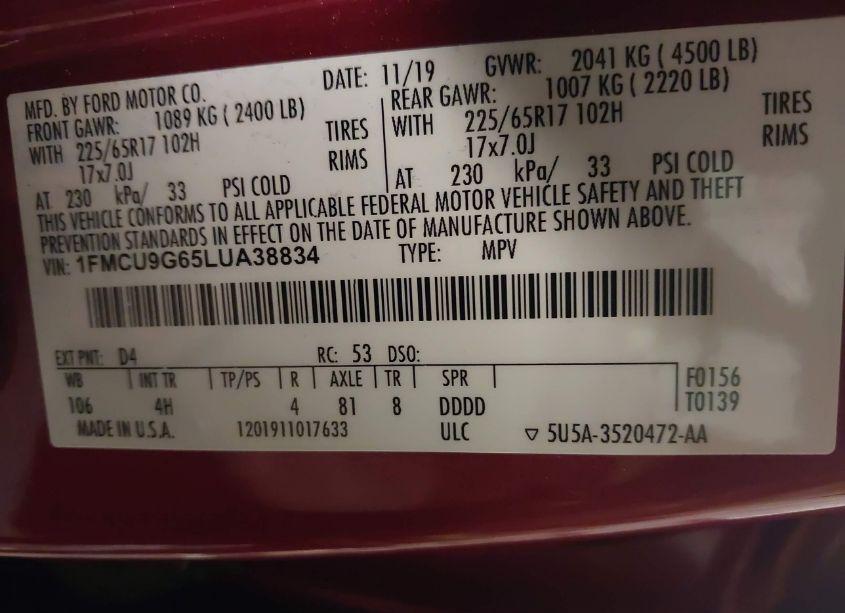 MFD. BY FORD MOTOR CO. DATE: 11/19 GVWR: 2041 KG ( 4500 LB)
FRONT GAWR: 1089 KG ( 2400 LB) REAR GAWR: 1007 KG ( 2220 LB)
WITH 225/65R17 102H TIRES WITH 225/65R17 102H TIRES
17x7.0J RIMS 17x7.0J RIMS
AT 230 kPa/ 33 PSI COLD AT 230 kPa/ 33 PSI COLD
THIS VEHICLE CONFORMS TO ALL APPLICABLE FEDERAL MOTOR VEHICLE SAFETY AND THEFT
PREVENTION STANDARDS IN EFFECT ON THE DATE OF MANUFACTURE SHOWN ABOVE.
VIN: 1FMCU9G65LUA38834 TYPE: MPV
EXT PNT: D4 RC: 53 DSO:
WB INT TR TP/PS R AXLE TR SPR F0156
106 4H 4 81 8 DDDD T0139
MADE IN U.S.A. 1201911017633 ULC ▽ 5U5A-3520472-AA